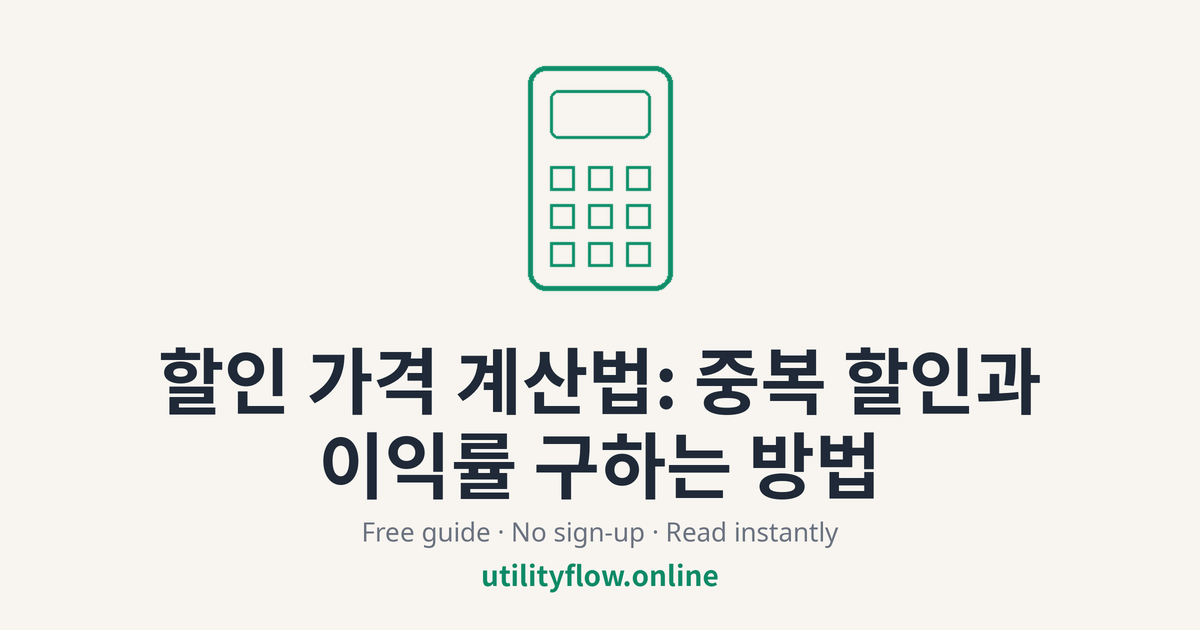 할인 가격 계산법: 중복 할인과
이익률 구하는 방법
Free guide · No sign-up · Read instantly
utilityflow.online